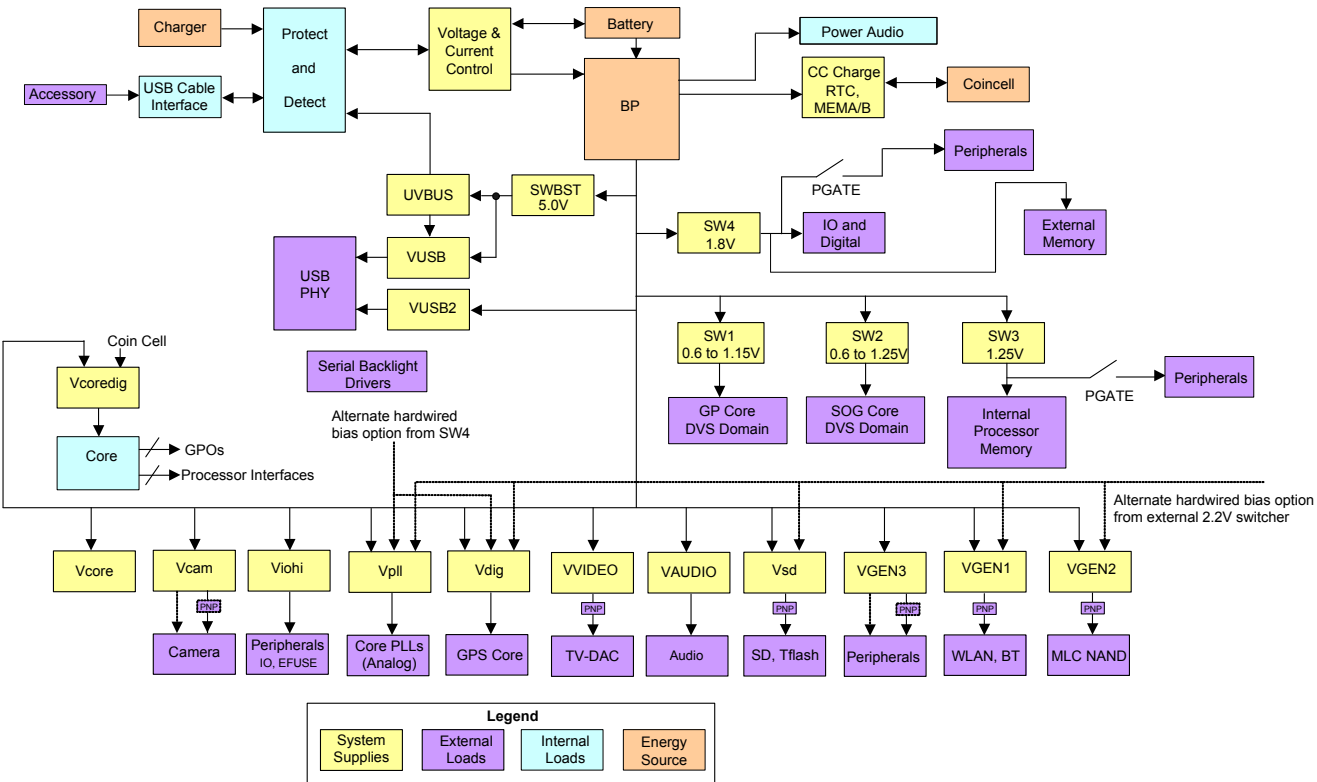 Charger
Protect
and
Detect
Voltage &
Current
Control
Battery
Power Audio
Accessory
USB Cable
Interface
BP
CC Charge
RTC,
MEMA/B
Coincell
Peripherals
PGATE
UVBUS
SWBST
5.0V
SW4
1.8V
IO and
Digital
External
Memory
USB
PHY
VUSB
VUSB2
SW1
0.6 to 1.15V
SW2
0.6 to 1.25V
SW3
1.25V
Coin Cell
Vcoredig
Serial Backlight
Drivers
PGATE
Peripherals
GP Core
DVS Domain
SOG Core
DVS Domain
Internal
Processor
Memory
Alternate hardwired
bias option from SW4
Core
GPOs
Processor Interfaces
Alternate hardwired bias option
from external 2.2V switcher
Vcore
Vcam
Viohi
Vpll
Vdig
VVIDEO
VAUDIO
Vsd
VGEN3
VGEN1
VGEN2
PNP
PNP
PNP
PNP
PNP
PNP
Camera
Peripherals
IO, EFUSE
Core PLLs
(Analog)
GPS Core
TV-DAC
Audio
SD, Tflash
Peripherals
WLAN, BT
MLC NAND
Legend
System
Supplies
External
Loads
Internal
Loads
Energy
Source